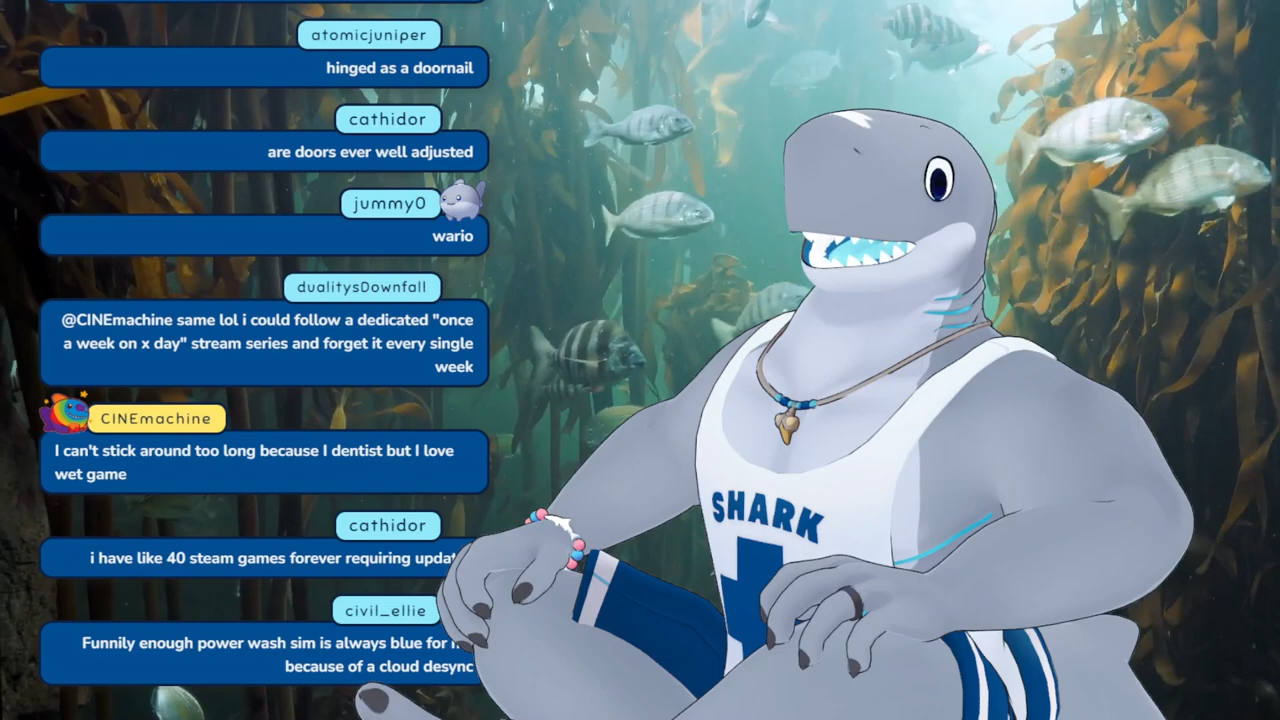 atomicjuniper
hinged as a doornail
cathidor
are doors ever well adjusted
jummy0
wario
dualitysDownfall
@CINEmachine same lol i could follow a dedicated "once
a week on x day" stream series and forget it every single
week
CINEmachine
I can't stick around too long because I dentist but I love
wet game
cathidor
i have like 40 steam games forever requiring
civil_ellie
Funnily enough power wash sim is always blue for
because of a cloud desync
SHARK